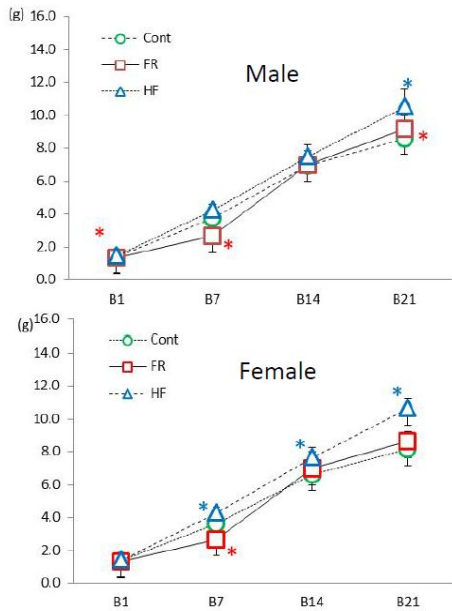 (g)
16.0
14.0
12.0
10.0
8.0
6.0
4.0
2.0
0.0
Cont
FR
HF
Male
*
*
*
*
B1 B7 B14 B21
(g)
16.0
14.0
12.0
10.0
8.0
6.0
4.0
2.0
0.0
Cont
FR
HF
Female
*
*
*
*
B1 B7 B14 B21